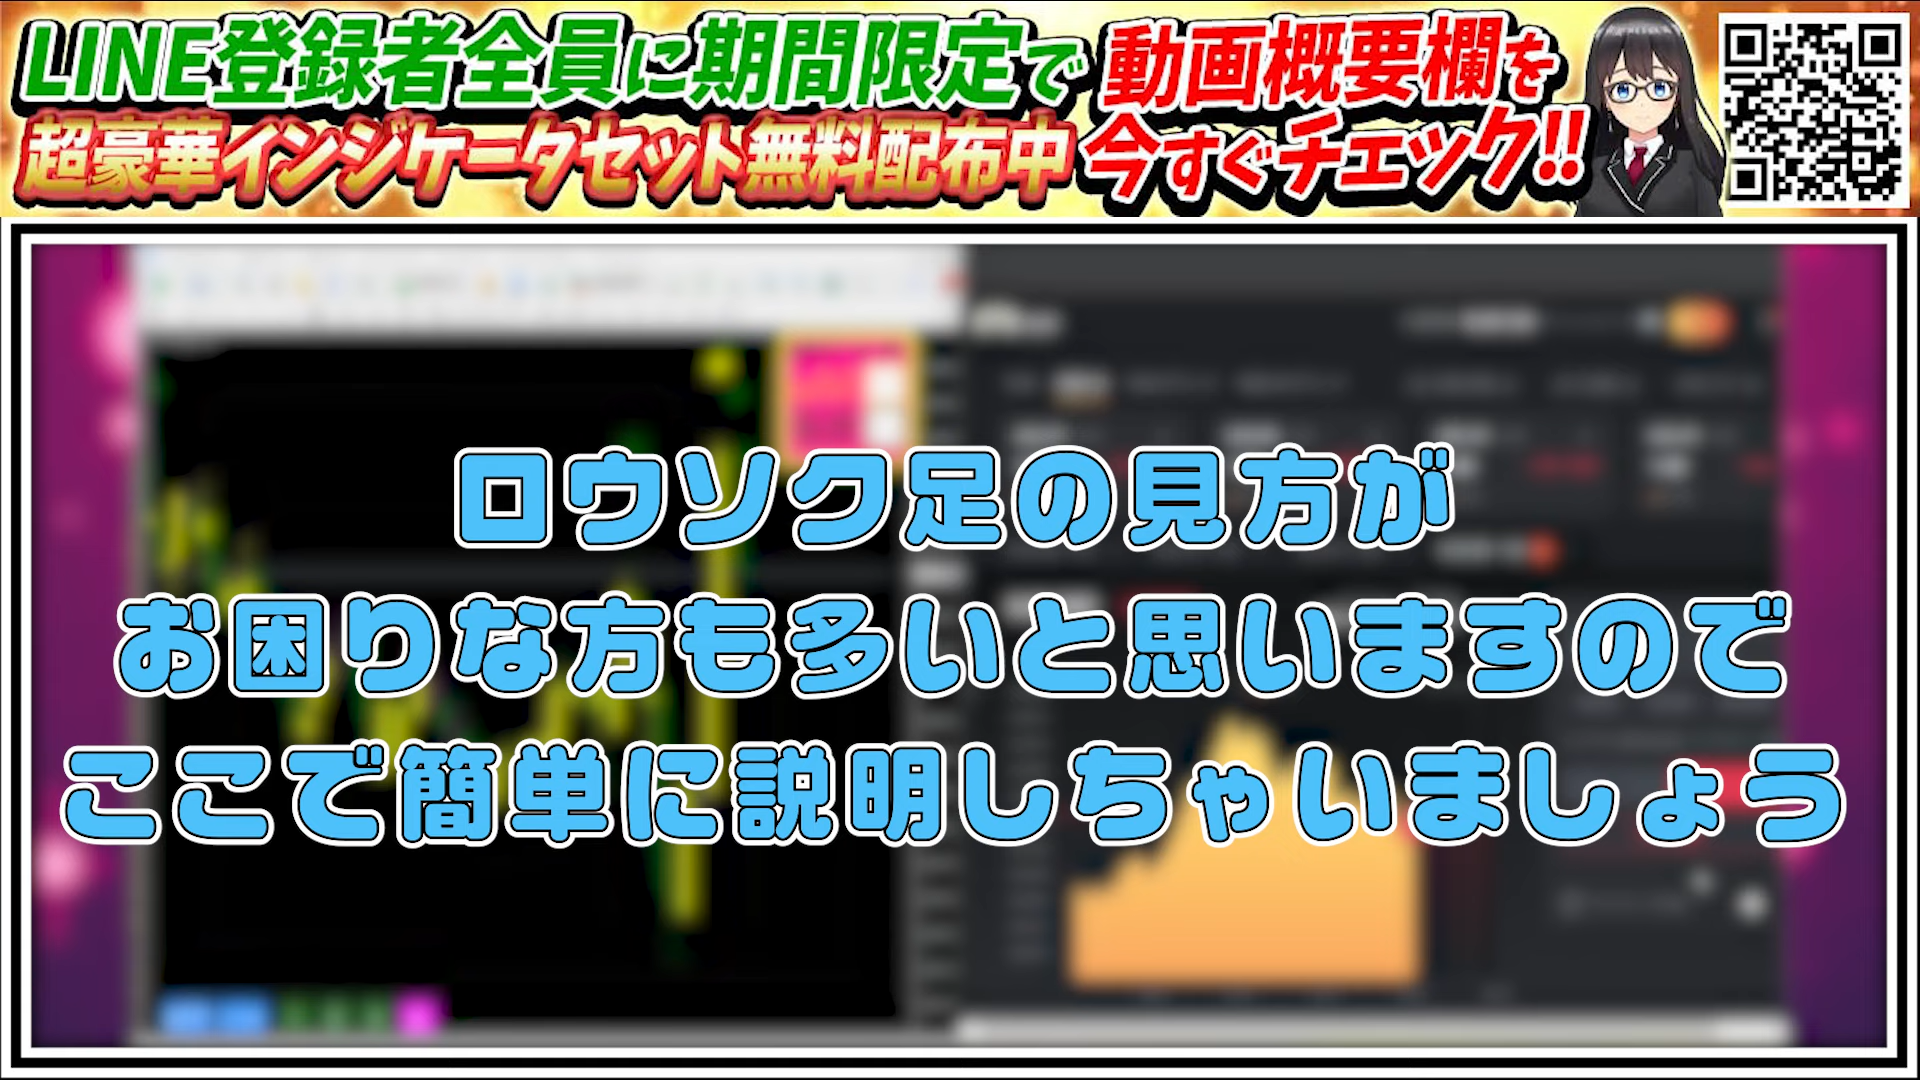 LINE登録者全員に期間限定で
超豪華インジケータセット無料配布中
動画概要欄を
今すぐチェック!!
ロウソク足の見方が
お困りな方も多いと思いますので
ここで簡単に説明しちゃいましょう